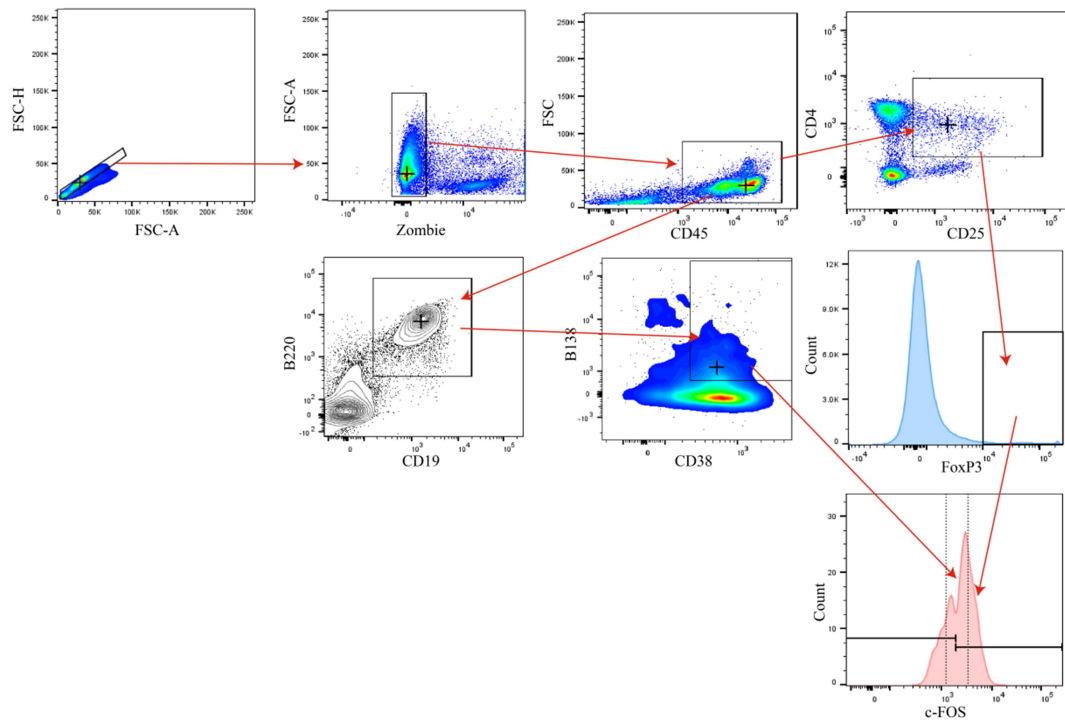 FSC-H
250K
200K
150K
100K
50K
0
0
50K
100K
150K
200K
250K
FSC-A
FSC-A
250K
200K
150K
100K
50K
0
-10⁴
0
10⁴
Zombie
FSC
250K
200K
150K
100K
50K
0
10³
10⁴
10⁵
CD45
CD4
10⁵
10⁴
10³
0
0
10³
10⁴
10⁵
CD25
B220
10⁵
10⁴
10³
10²
0
-10²
0
10³
10⁴
10⁵
CD19
B138
10⁵
10⁴
10³
0
-10³
0
10³
CD38
Count
12K
9.0K
6.0K
3.0K
0
-10⁴
0
10⁴
10⁵
FoxP3
Count
30
20
10
0
0
10³
10⁴
10⁵
c-FOS